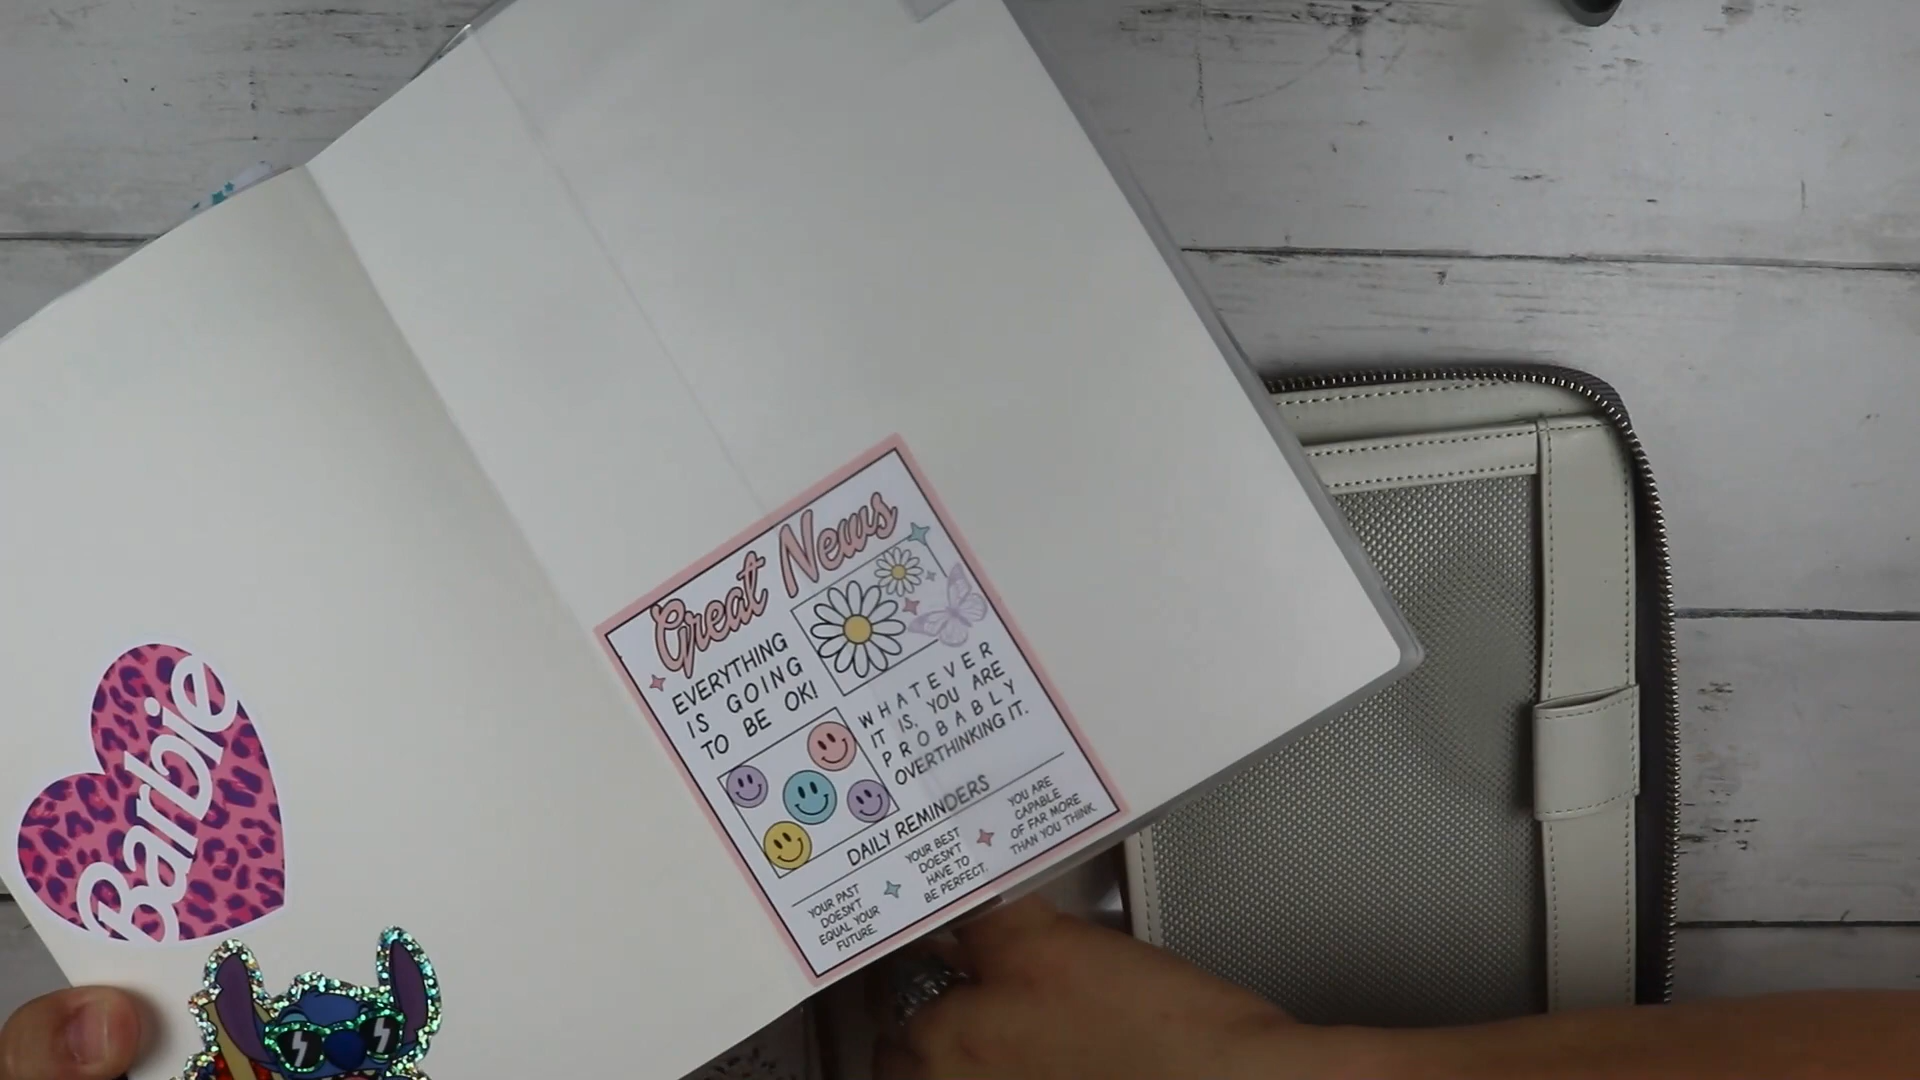 Great News
EVERYTHING
IS GOING
TO BE OK!
WHATEVER
IT IS, YOU ARE
PROBABLY
OVERTHINKING IT.
DAILY REMINDERS
YOUR PAST
DOESN'T
EQUAL YOUR
FUTURE.
YOUR BEST
DOESN'T
HAVE TO
BE PERFECT.
YOU ARE
CAPABLE
OF FAR MORE
THAN YOU THINK.
Barbie